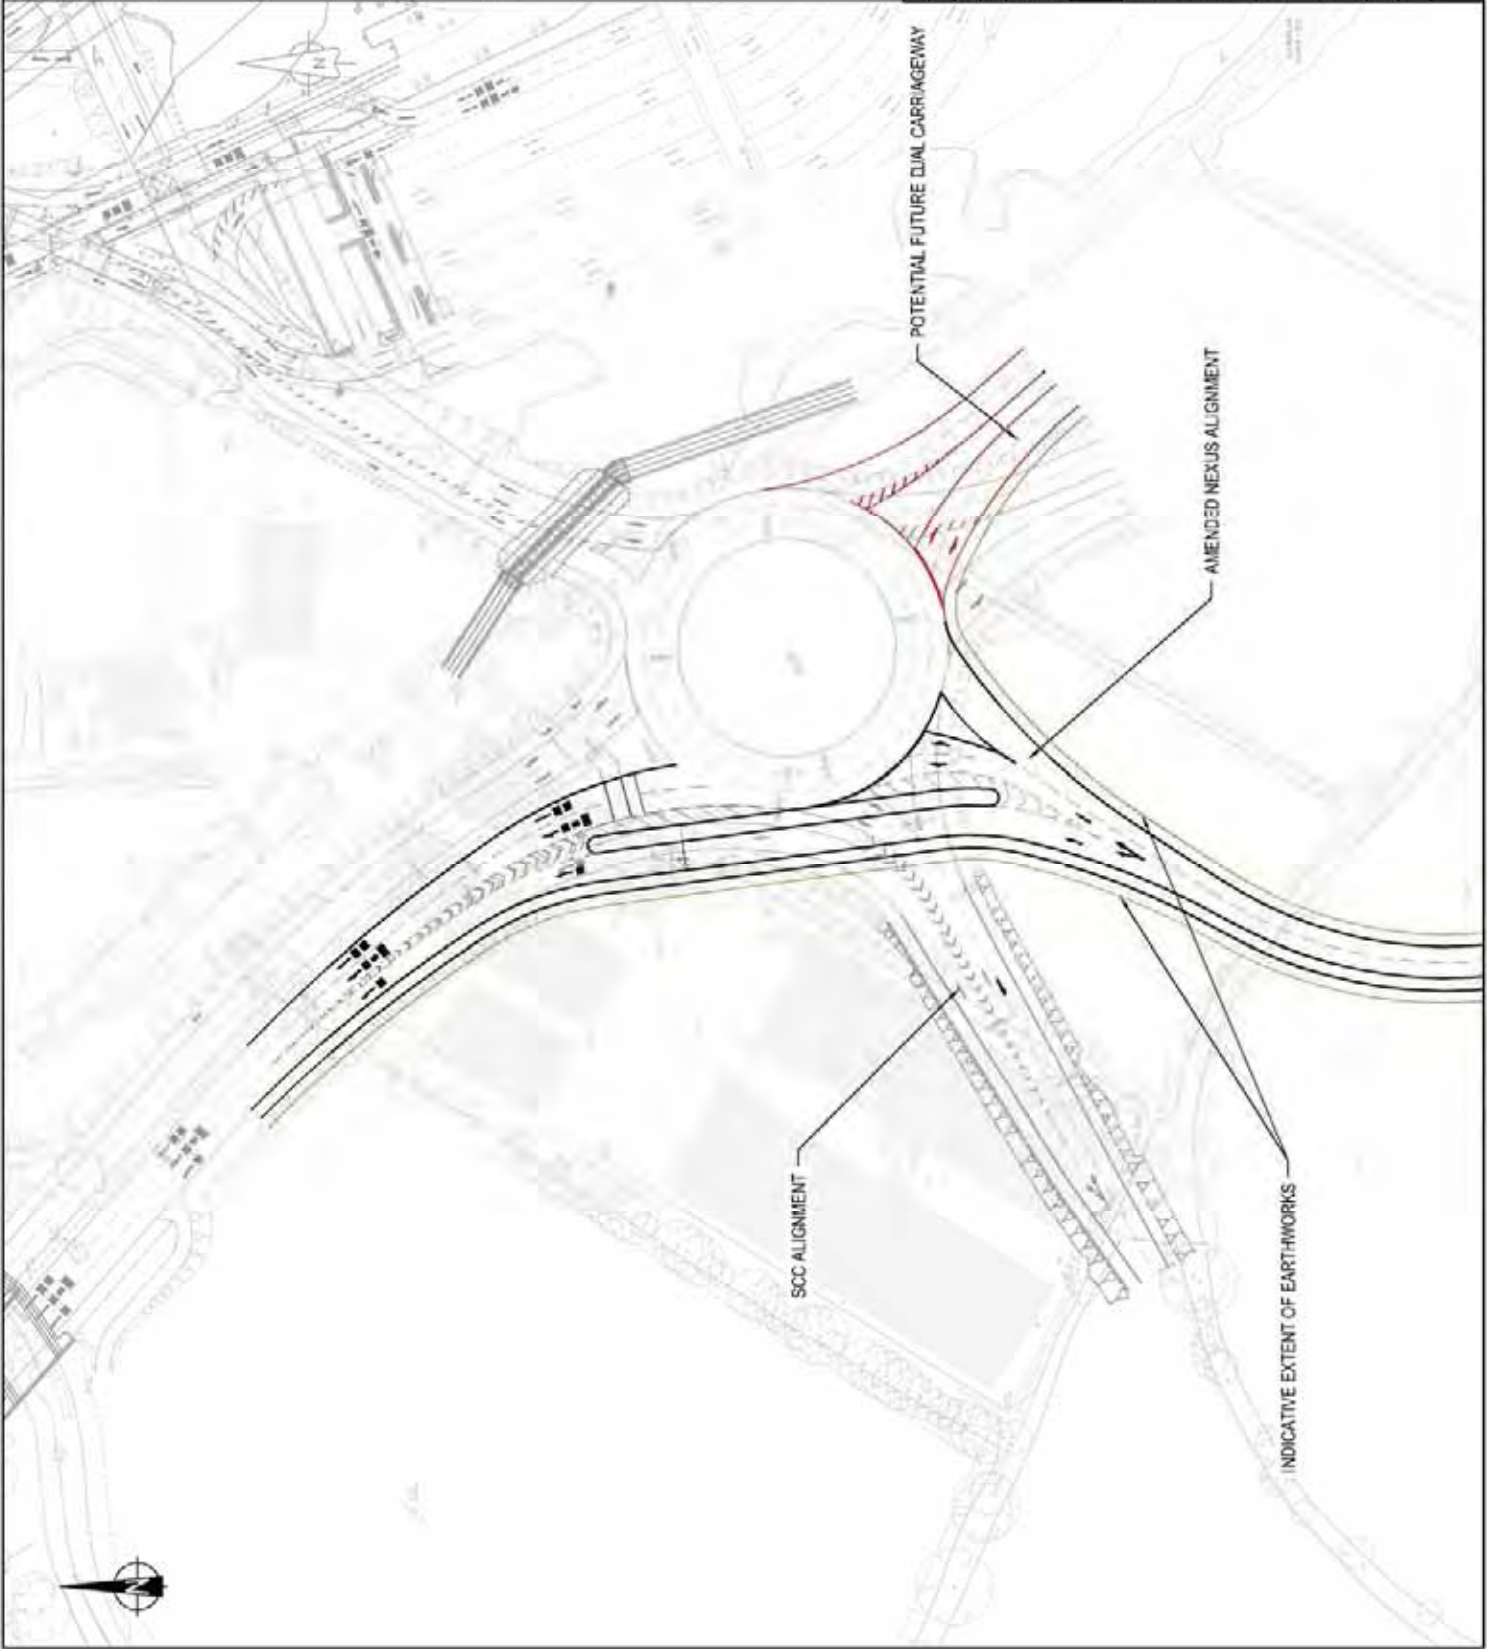 POTENTIAL FUTURE DUAL CARRIAGEWAY
AMENDED NEXUS ALIGNMENT
SCC ALIGNMENT
INDICATIVE EXTENT OF EARTHWORKS
N
N